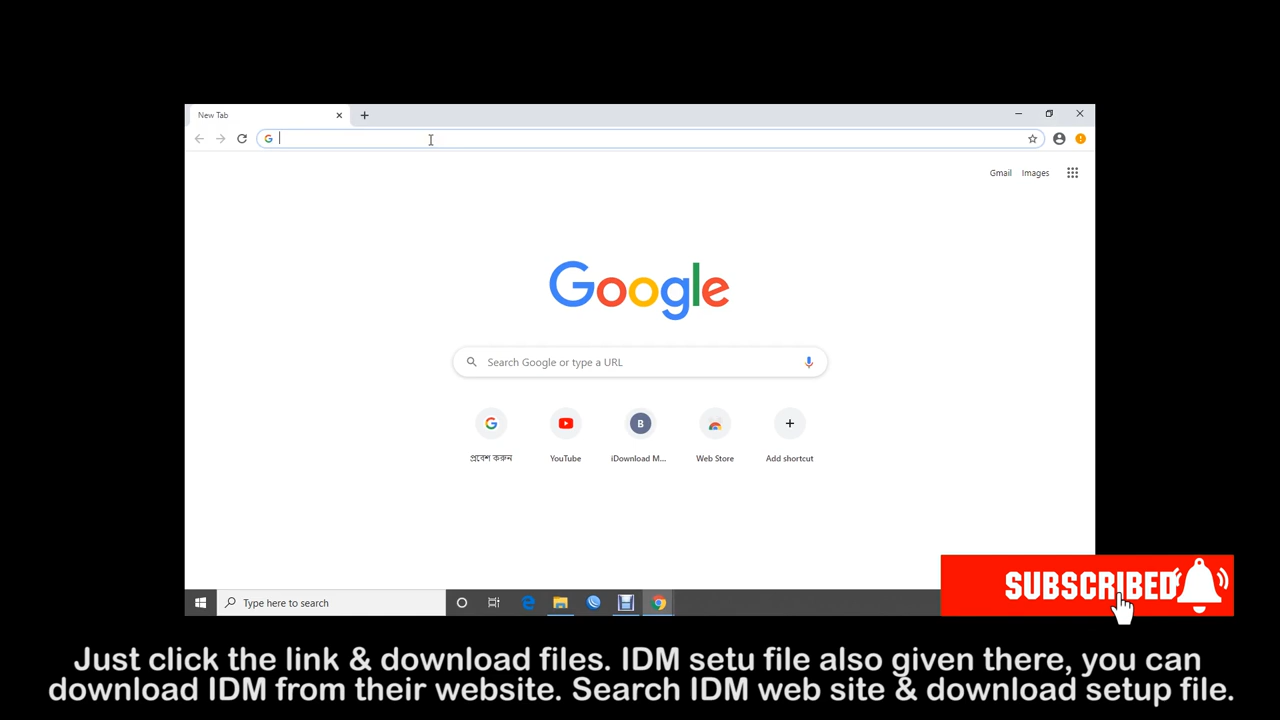 New Tab
Gmail Images
Google
Search Google or type a URL
B
প্রবেশ করুন YouTube iDownload M... Web Store Add shortcut
Type here to search
SUBSCRIBED
Just click the link & download files. IDM setu file also given there, you can
download IDM from their website. Search IDM web site & download setup file.